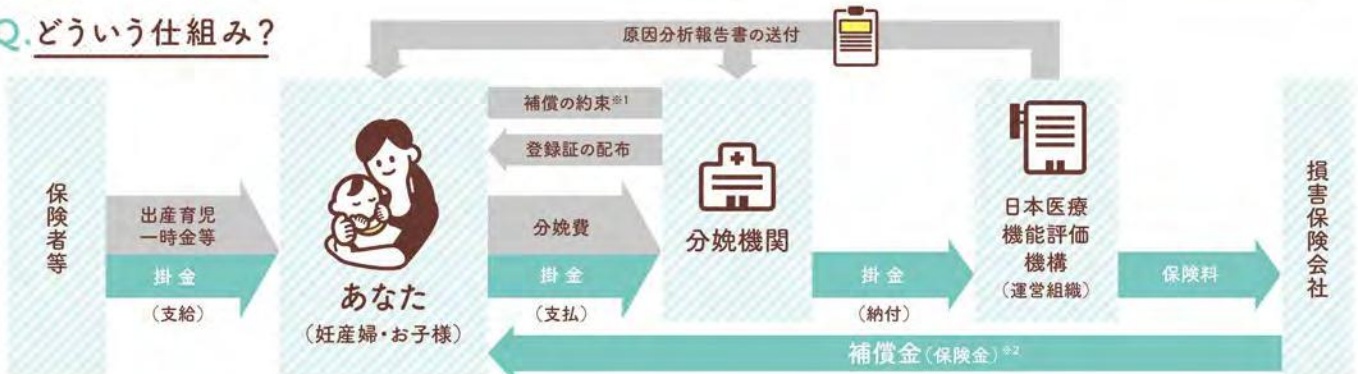 Q.どういう仕組み?
原因分析報告書の送付
保険者等
出産育児
一時金等
掛金
(支給)
あなた
(妊産婦・お子様)
補償の約束※1
登録証の配布
分娩費
掛金
(支払)
分娩機関
掛金
(納付)
日本医療
機能評価
機構
(運営組織)
保険料
損害保険会社
補償金(保険金)※2